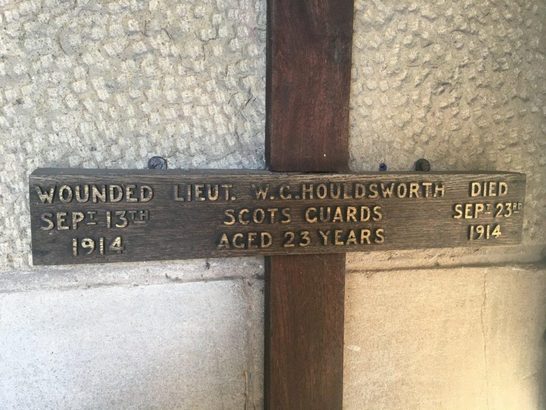 WOUNDED LIEUT. W.G. HOULDSWORTH DIED
SEPT 13TH SCOTS GUARDS SEPT 23RD
1914 AGED 23 YEARS 1914